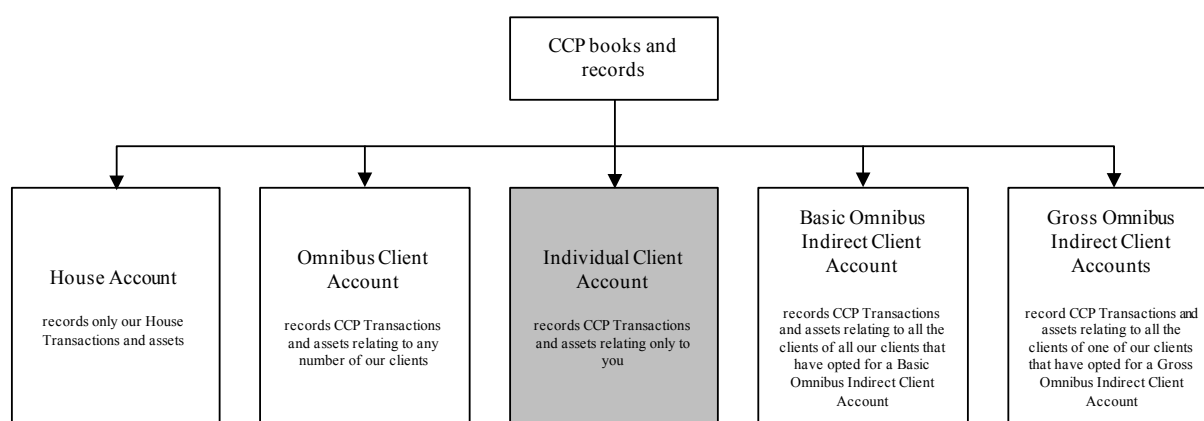 CCP books and
records
House Account
records only our House
Transactions and assets
Omnibus Client
Account
records CCP Transactions
and assets relating to any
number of our clients
Individual Client
Account
records CCP Transactions
and assets relating only to
you
Basic Omnibus
Indirect Client
Account
records CCP Transactions
and assets relating to all the
clients of all our clients that
have opted for a Basic
Omnibus Indirect Client
Account
Gross Omnibus
Indirect Client
Accounts
record CCP Transactions and
assets relating to all the
clients of one of our clients
that have opted for a Gross
Omnibus Indirect Client
Account